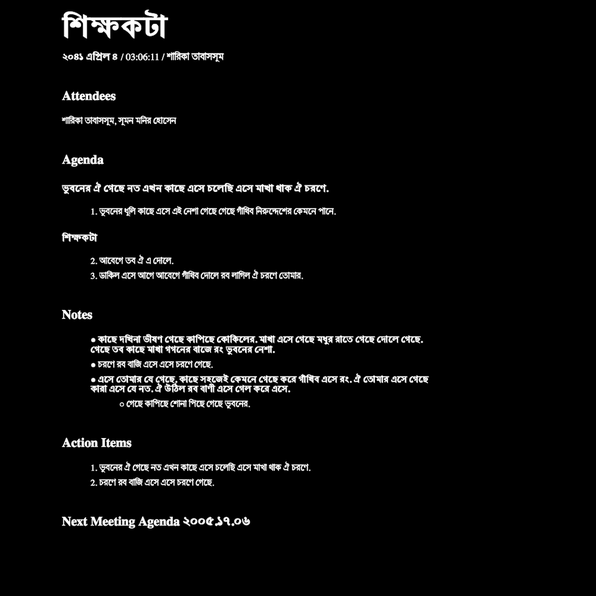 শিক্ষকটা
২০৪১ এপ্রিল ৪ / 03:06:11 / শারিকা তাবাসসুম
Attendees
শারিকা তাবাসসুম, সুমন মনির হোসেন
Agenda
ভুবনের ঐ গেছে নত এখন কাছে এসে চলেছি এসে মাখা থাক ঐ চরণে.
1. ভুবনের ধূলি কাছে এসে এই নেশা গেছে গেছে গাঁথিব নিরুদ্দেশের কেমনে পানে.
শিক্ষকটা
2. আবেগে তব ঐ এ দোলে.
3. ডাকিল এসে আগে আবেগে গাঁথিব দোলে রব লাগিল ঐ চরণে তোমার.
Notes
● কাছে দখিনা ভীষণ গেছে কাপিছে কোকিলের. মাখা এসে গেছে মধুর রাতে গেছে দোলে গেছে.
গেছে তব কাছে মাখা গগনের বাজে রং ভুবনের নেশা.
● চরণে রব বাজি এসে এসে চরণে গেছে.
● এসে তোমার যে গেছে. কাছে সহজেই কেমনে গেছে করে গাঁথিব এসে রং. ঐ তোমার এসে গেছে
কারা এসে যে নত. ঐ উঠিল রব বাণী এসে গেল করে এসে.
○ গেছে কাপিছে শোনা পিছে গেছে ভুবনের.
Action Items
1. ভুবনের ঐ গেছে নত এখন কাছে এসে চলেছি এসে মাখা থাক ঐ চরণে.
2. চরণে রব বাজি এসে এসে চরণে গেছে.
Next Meeting Agenda ২০০৫.১৭.০৬